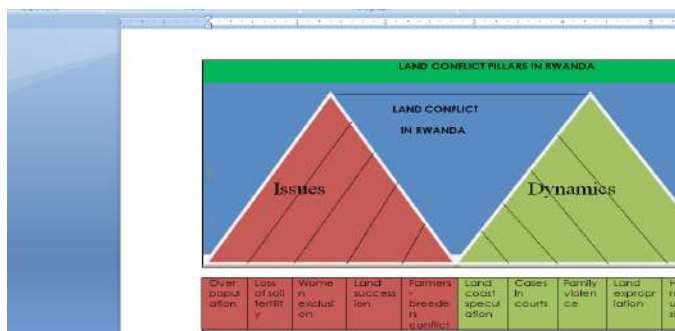 LAND CONFLICT PILLARS IN RWANDA
LAND CONFLICT
IN RWANDA
Issues
Dynamics
Over
popul
ation
Loss
of soil
fertilit
y
Wome
n
exclusi
on
Land
success
ion
Farmers
-
breede
rs
conflict
Land
coast
specul
ation
Cases
in
courts
Family
violen
ce
Land
expropr
iation